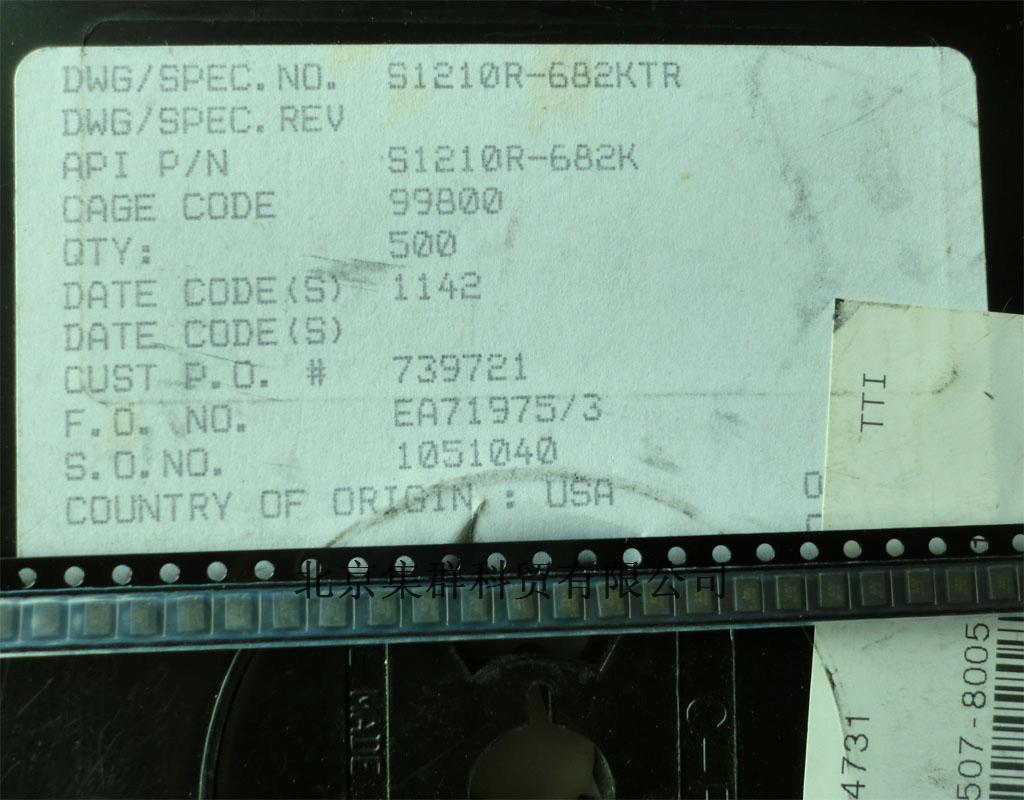 DWG/SPEC.NO. S1210R-682KTR
DWG/SPEC.REV
API P/N S1210R-682K
CAGE CODE 99800
QTY: 500
DATE CODE(S) 1142
DATE CODE(S)
CUST P.O. # 739721
F.O. NO. EA71975/3
S.O.NO. 1051040
COUNTRY OF ORIGIN : USA
TTI
北京集群科贸有限公司
507-8005
4731
MADE